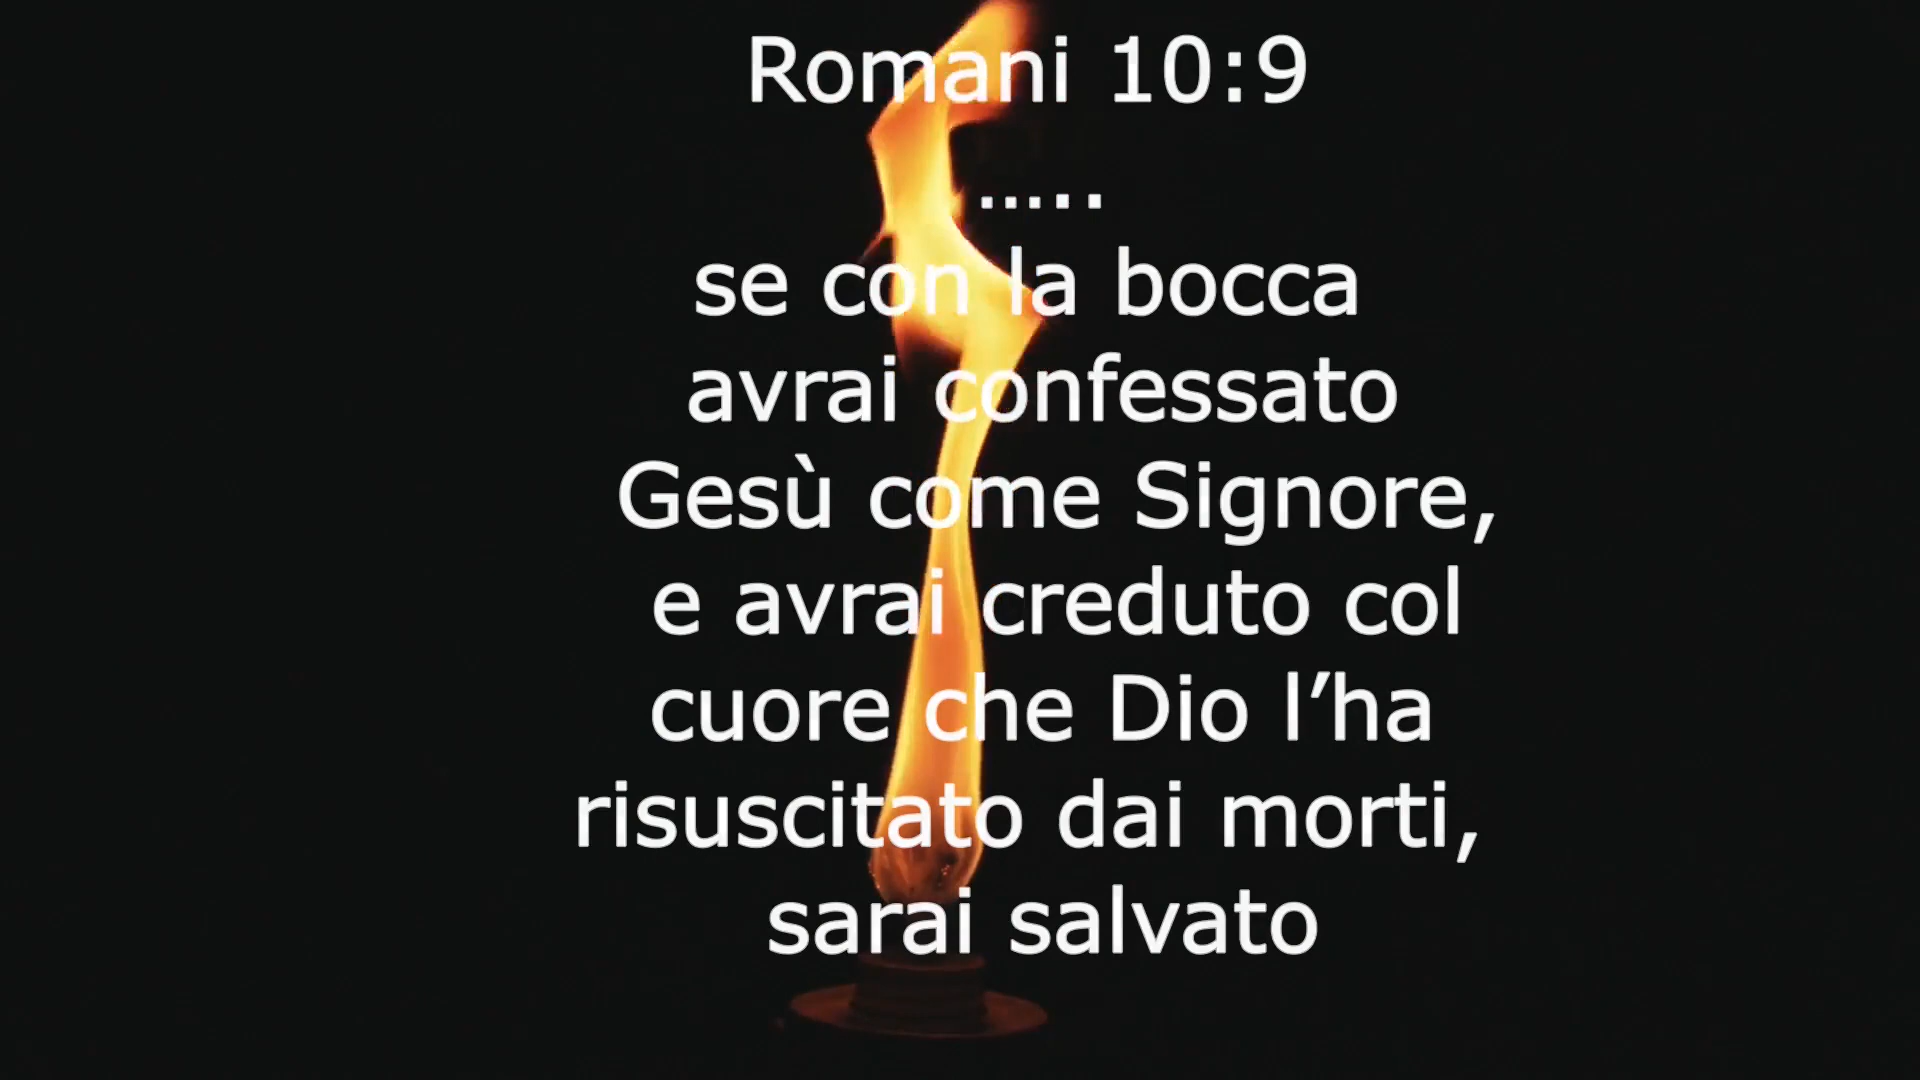 Romani 10:9
.....
se con la bocca
avrai confessato
Gesù come Signore,
e avrai creduto col
cuore che Dio l’ha
risuscitato dai morti,
sarai salvato